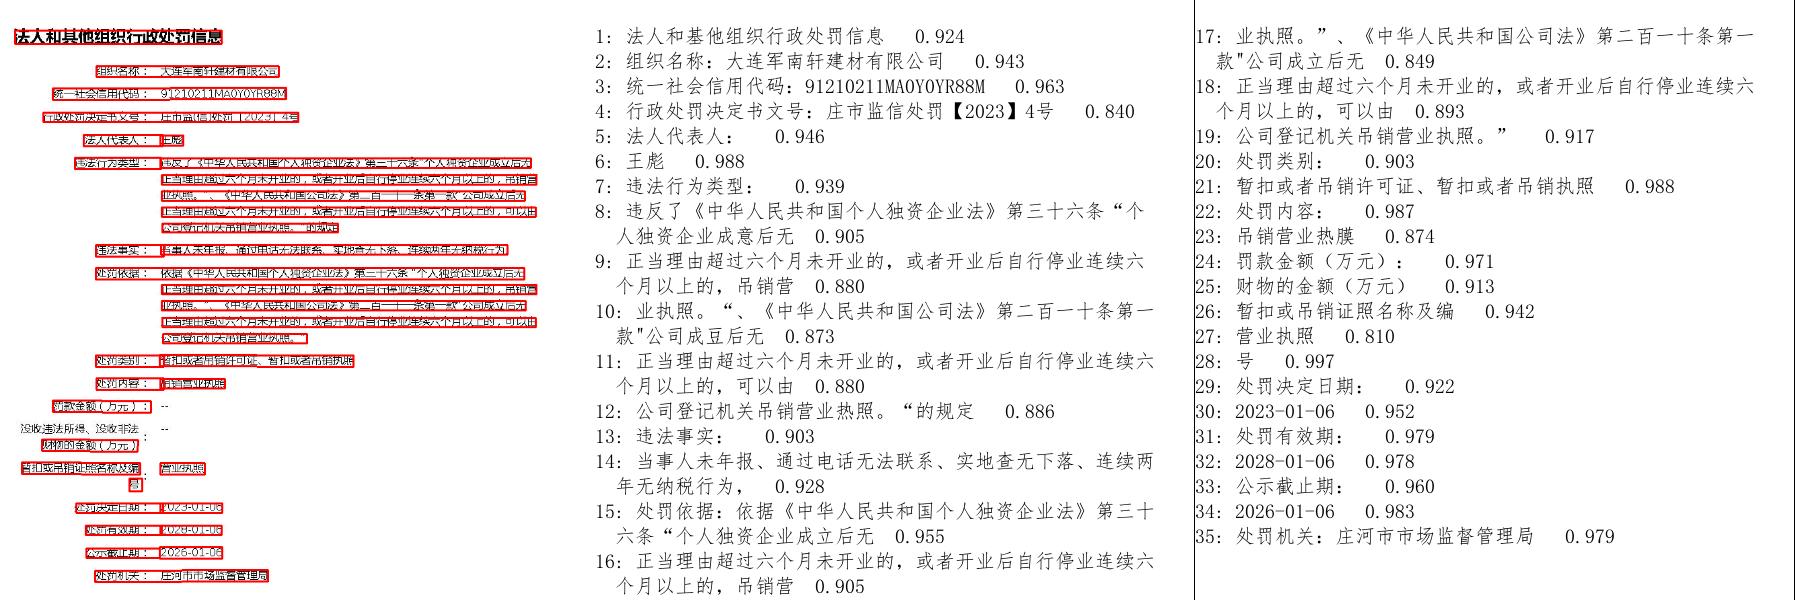 法人和其他组织行政处罚信息
组织名称： 大连军南轩建材有限公司
统一社会信用代码： 91210211MA0Y0YR88M
行政处罚决定书文号： 庄市监信处罚〔2023〕4号
法人代表人： 王彪
违法行为类型： 违反了《中华人民共和国个人独资企业法》第三十六条“个人独资企业成立后无
正当理由超过六个月未开业的，或者开业后自行停业连续六个月以上的，吊销营
业执照。”、《中华人民共和国公司法》第二百一十条第一款"公司成立后无
正当理由超过六个月未开业的，或者开业后自行停业连续六个月以上的，可以由
公司登记机关吊销营业执照。”的规定
违法事实： 当事人未年报、通过电话无法联系、实地查无下落、连续两年无纳税行为，
处罚依据： 依据《中华人民共和国个人独资企业法》第三十六条“个人独资企业成立后无
正当理由超过六个月未开业的，或者开业后自行停业连续六个月以上的，吊销营
业执照。”、《中华人民共和国公司法》第二百一十条第一款"公司成立后无
正当理由超过六个月未开业的，或者开业后自行停业连续六个月以上的，可以由
公司登记机关吊销营业执照。”
处罚类别： 暂扣或者吊销许可证、暂扣或者吊销执照
处罚内容： 吊销营业执照
罚款金额（万元）： --
没收违法所得、没收非法 --
财物的金额（万元） ：
暂扣或吊销证照名称及编 营业执照
号 ：
处罚决定日期： 2023-01-06
处罚有效期： 2028-01-06
公示截止期： 2026-01-06
处罚机关： 庄河市市场监督管理局
1: 法人和基他组织行政处罚信息 0.924
2: 组织名称：大连军南轩建材有限公司 0.943
3: 统一社会信用代码：91210211MA0Y0YR88M 0.963
4: 行政处罚决定书文号：庄市监信处罚【2023】4号 0.840
5: 法人代表人： 0.946
6: 王彪 0.988
7: 违法行为类型： 0.939
8: 违反了《中华人民共和国个人独资企业法》第三十六条“个
人独资企业成意后无 0.905
9: 正当理由超过六个月未开业的，或者开业后自行停业连续六
个月以上的，吊销营 0.880
10: 业执照。“、《中华人民共和国公司法》第二百一十条第一
款"公司成豆后无 0.873
11: 正当理由超过六个月未开业的，或者开业后自行停业连续六
个月以上的，可以由 0.880
12: 公司登记机关吊销营业热照。“的规定 0.886
13: 违法事实： 0.903
14: 当事人未年报、通过电话无法联系、实地查无下落、连续两
年无纳税行为， 0.928
15: 处罚依据：依据《中华人民共和国个人独资企业法》第三十
六条“个人独资企业成立后无 0.955
16: 正当理由超过六个月未开业的，或者开业后自行停业连续六
个月以上的，吊销营 0.905
17: 业执照。”、《中华人民共和国公司法》第二百一十条第一
款"公司成立后无 0.849
18: 正当理由超过六个月未开业的，或者开业后自行停业连续六
个月以上的，可以由 0.893
19: 公司登记机关吊销营业执照。” 0.917
20: 处罚类别： 0.903
21: 暂扣或者吊销许可证、暂扣或者吊销执照 0.988
22: 处罚内容： 0.987
23: 吊销营业热膜 0.874
24: 罚款金额（万元）： 0.971
25: 财物的金额（万元） 0.913
26: 暂扣或吊销证照名称及编 0.942
27: 营业执照 0.810
28: 号 0.997
29: 处罚决定日期： 0.922
30: 2023-01-06 0.952
31: 处罚有效期： 0.979
32: 2028-01-06 0.978
33: 公示截止期： 0.960
34: 2026-01-06 0.983
35: 处罚机关：庄河市市场监督管理局 0.979